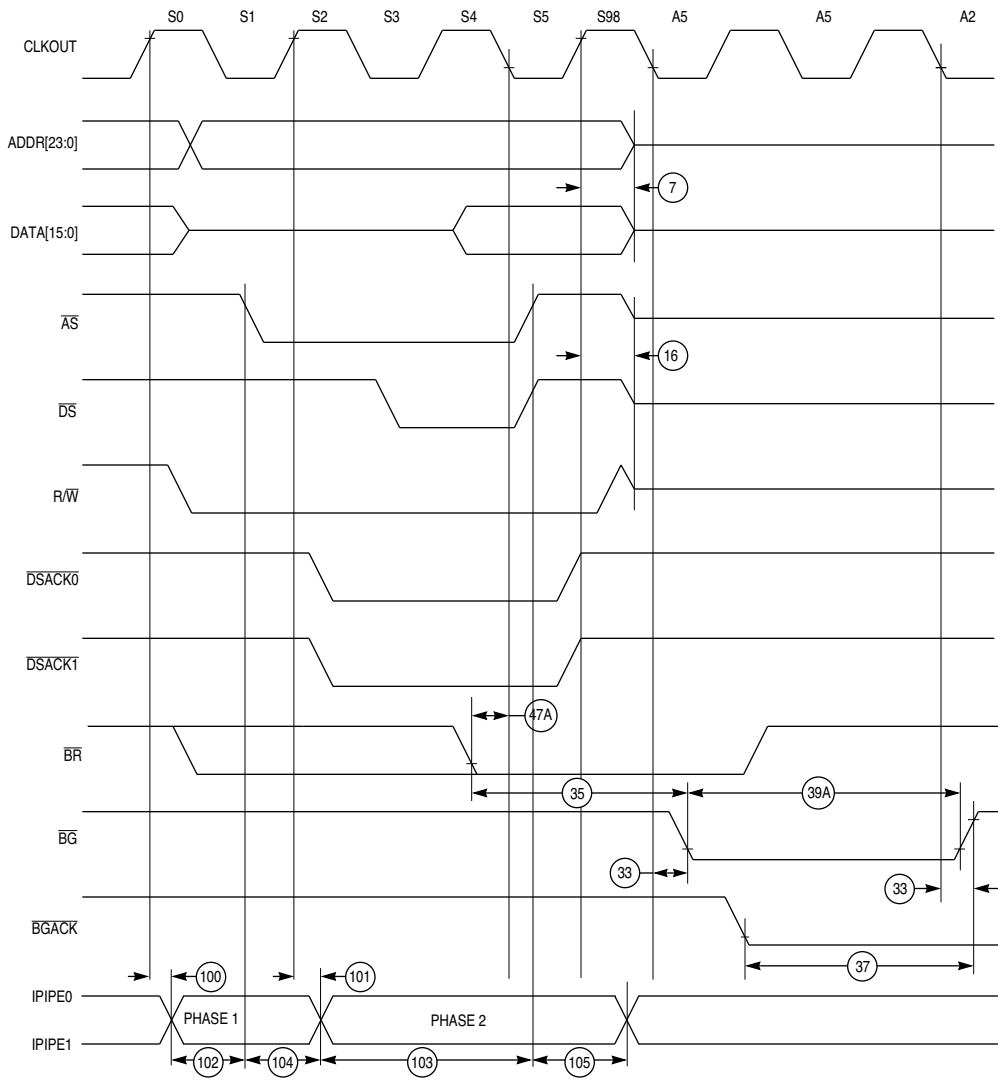 S0 S1 S2 S3 S4 S5 S98 A5 A5 A2
CLKOUT
ADDR[23:0]
7
DATA[15:0]
AS
16
DS
R/W
DSACK0
DSACK1
47A
BR
35 39A
BG
33 33
BGACK
37
100 101
IPIPE0
PHASE 1 PHASE 2
IPIPE1
102 104 103 105